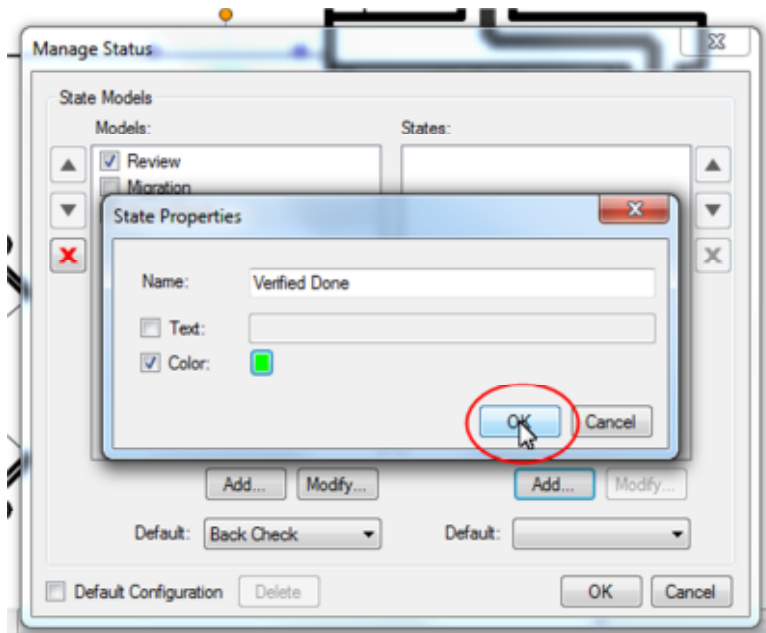 Manage Status
State Models
Models:
States:
Review
Migration
State Properties
Name:
Verified Done
Text:
Color:
OK
Cancel
Add...
Modify...
Add...
Modify...
Default:
Back Check
Default:
Default Configuration
Delete
OK
Cancel